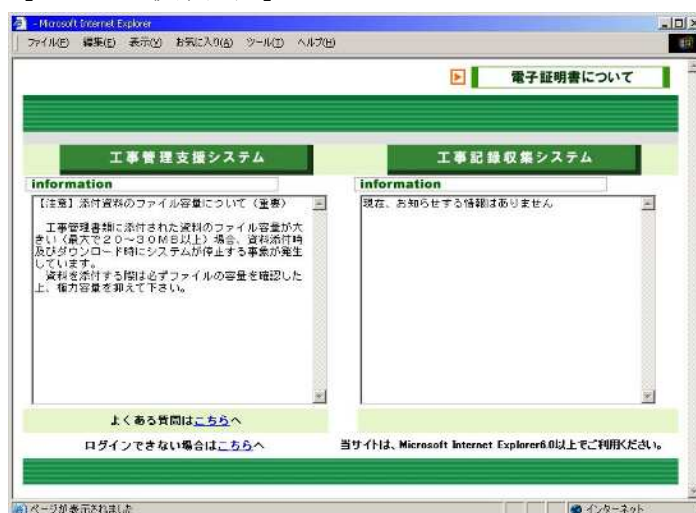 - Microsoft Internet Explorer
ファイル(F) 編集(E) 表示(V) お気に入り(A) ツール(T) ヘルプ(H)
電子証明書について
工事管理支援システム
information
【注意】添付資料のファイル容量について（重要）
工事管理書類に添付された資料のファイル容量が大
きい（最大で２０～３０ＭＢ以上）場合、資料添付時
及びダウンロード時にシステムが停止する事象が発生
しています。
資料を添付する際は必ずファイルの容量を確認した
上、極力容量を抑えて下さい。
よくある質問はこちらへ
ログインできない場合はこちらへ
工事記録収集システム
information
現在、お知らせする情報はありません
当サイトは、Microsoft Internet Explorer6.0以上でご利用ください。
ページが表示されました
インターネット